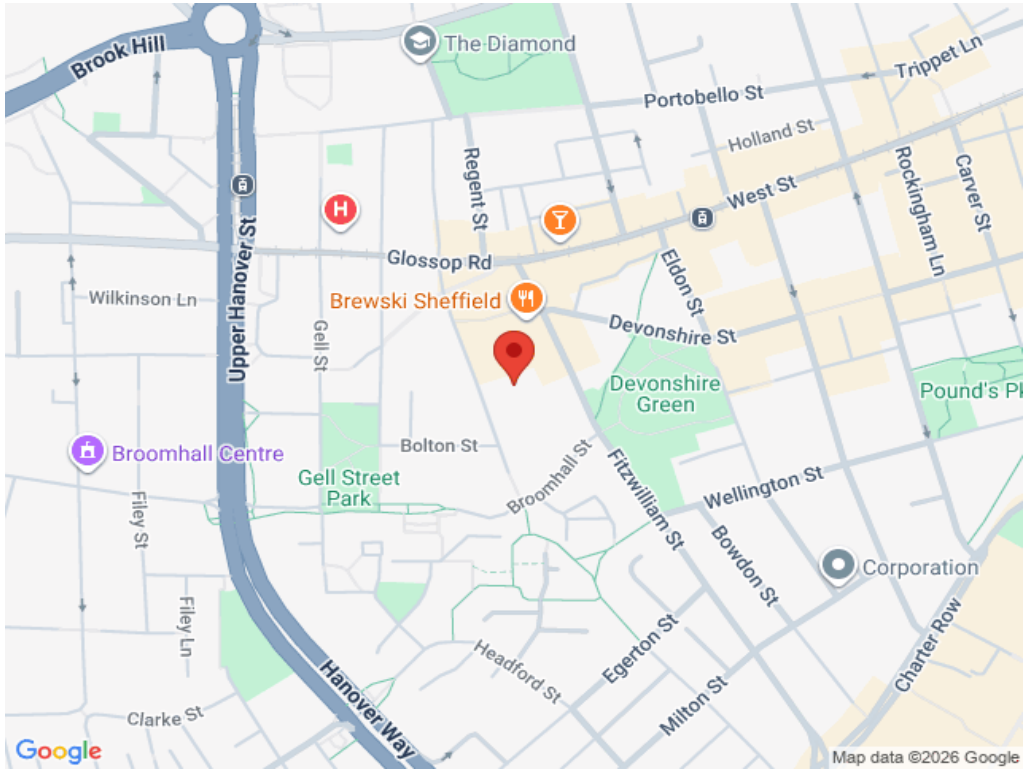 Brook Hill
The Diamond
Trippet Ln
Portobello St
Holland St
Regent St
Carver St
Rockingham Ln
West St
H
Upper Hanover St
Glossop Rd
Eldon St
Wilkinson Ln
Brewski Sheffield
Gell St
Devonshire St
Devonshire
Green
Pound's Pk
Bolton St
Broomhall Centre
Broomhall St
Gell Street
Park
Fitzwilliam St
Wellington St
Filey St
Bowdon St
Corporation
Filey Ln
Egerton St
Headford St
Charter Row
Milton St
Clarke St
Hanover Way
Google
Map data ©2026 Google